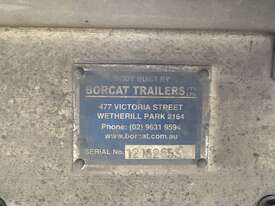 BODY BUILT BY
BORCAT TRAILERS
477 VICTORIA STREET
WETHERILL PARK 2164
Phone: (02) 9631 9594
www.borcat.com.au
SERIAL No.